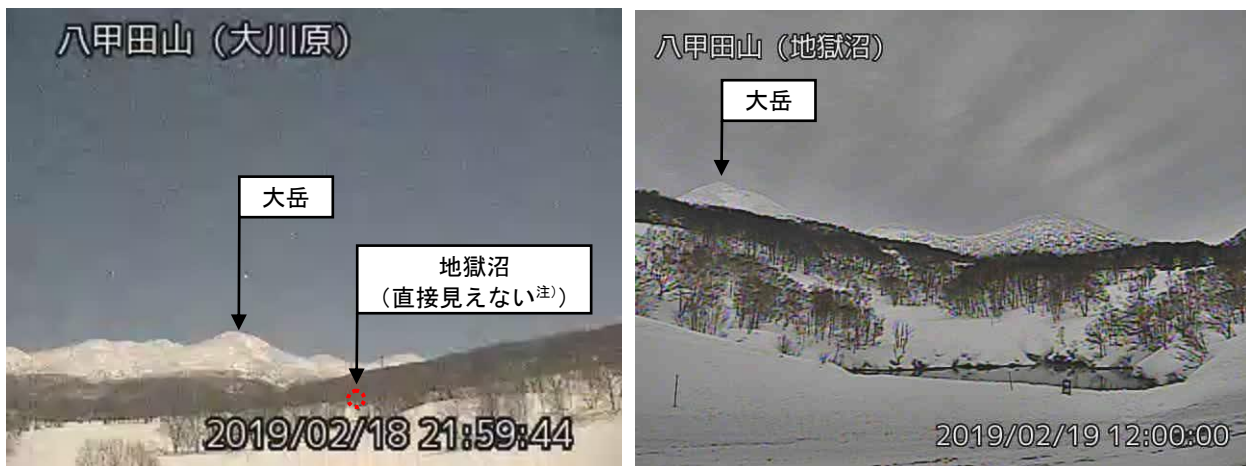 八甲田山（大川原）
大岳
地獄沼
（直接見えない注)）
2019/02/18 21:59:44
八甲田山（地獄沼）
大岳
2019/02/19 12:00:00